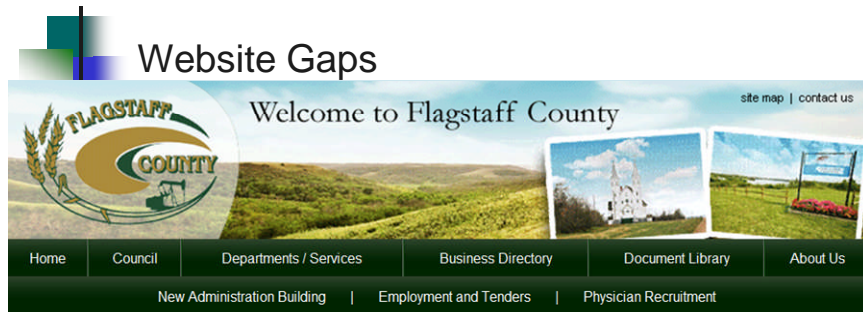 Website Gaps
site map | contact us
FLAGSTAFF
COUNTY
Welcome to Flagstaff County
Home Council Departments / Services Business Directory Document Library About Us
New Administration Building | Employment and Tenders | Physician Recruitment